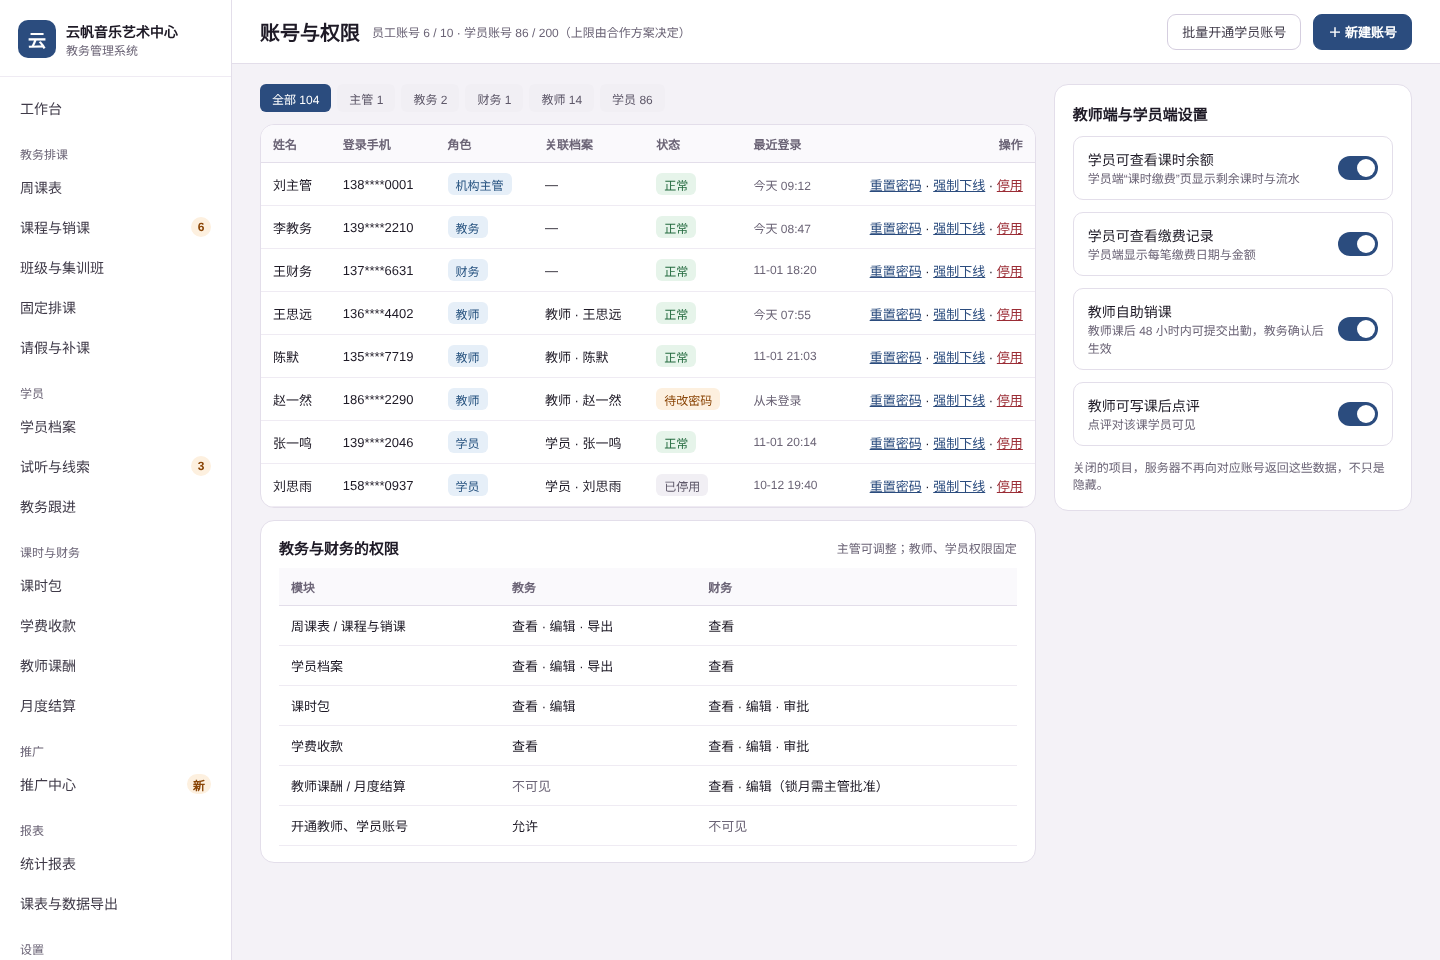 云
云帆音乐艺术中心
教务管理系统
工作台
教务排课
周课表
课程与销课 6
班级与集训班
固定排课
请假与补课
学员
学员档案
试听与线索 3
教务跟进
课时与财务
课时包
学费收款
教师课酬
月度结算
推广
推广中心 新
报表
统计报表
课表与数据导出
设置
账号与权限 员工账号 6 / 10 · 学员账号 86 / 200（上限由合作方案决定）
批量开通学员账号 ＋ 新建账号
全部 104 主管 1 教务 2 财务 1 教师 14 学员 86
姓名 登录手机 角色 关联档案 状态 最近登录 操作
刘主管 138****0001 机构主管 — 正常 今天 09:12 重置密码 · 强制下线 · 停用
李教务 139****2210 教务 — 正常 今天 08:47 重置密码 · 强制下线 · 停用
王财务 137****6631 财务 — 正常 11-01 18:20 重置密码 · 强制下线 · 停用
王思远 136****4402 教师 教师 · 王思远 正常 今天 07:55 重置密码 · 强制下线 · 停用
陈默 135****7719 教师 教师 · 陈默 正常 11-01 21:03 重置密码 · 强制下线 · 停用
赵一然 186****2290 教师 教师 · 赵一然 待改密码 从未登录 重置密码 · 强制下线 · 停用
张一鸣 139****2046 学员 学员 · 张一鸣 正常 11-01 20:14 重置密码 · 强制下线 · 停用
刘思雨 158****0937 学员 学员 · 刘思雨 已停用 10-12 19:40 重置密码 · 强制下线 · 停用
教务与财务的权限 主管可调整；教师、学员权限固定
模块 教务 财务
周课表 / 课程与销课 查看 · 编辑 · 导出 查看
学员档案 查看 · 编辑 · 导出 查看
课时包 查看 · 编辑 查看 · 编辑 · 审批
学费收款 查看 查看 · 编辑 · 审批
教师课酬 / 月度结算 不可见 查看 · 编辑（锁月需主管批准）
开通教师、学员账号 允许 不可见
教师端与学员端设置
学员可查看课时余额
学员端“课时缴费”页显示剩余课时与流水
学员可查看缴费记录
学员端显示每笔缴费日期与金额
教师自助销课
教师课后 48 小时内可提交出勤，教务确认后
生效
教师可写课后点评
点评对该课学员可见
关闭的项目，服务器不再向对应账号返回这些数据，不只是
隐藏。